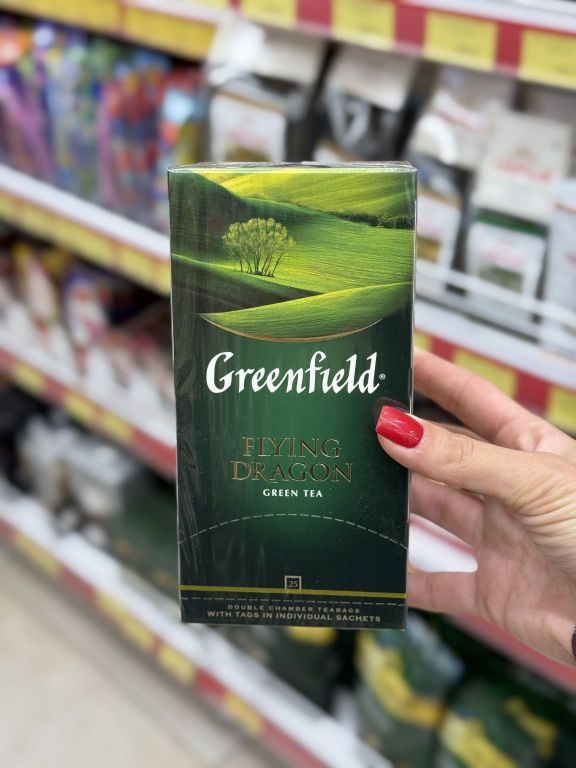 Greenfield®
FLYING
DRAGON
GREEN TEA
25
DOUBLE CHAMBER TEABAGS
WITH TAGS IN INDIVIDUAL SACHETS